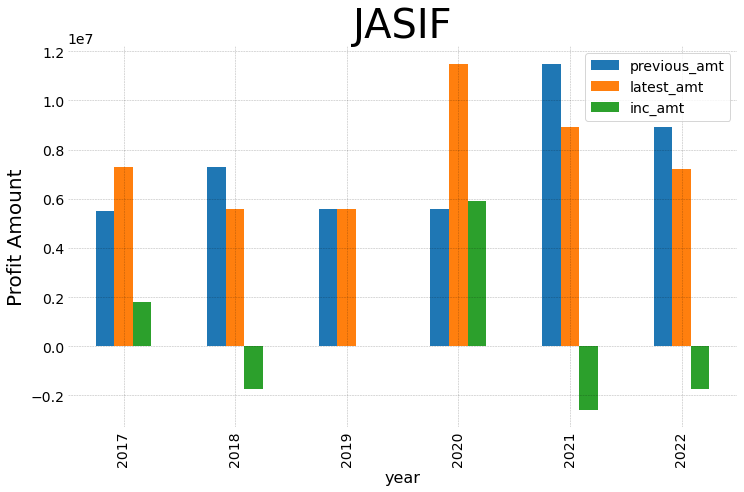 JASIF
1e7
1.2
1.0
0.8
0.6
0.4
0.2
0.0
−0.2
Profit Amount
previous_amt
latest_amt
inc_amt
2017 2018 2019 2020 2021 2022
year